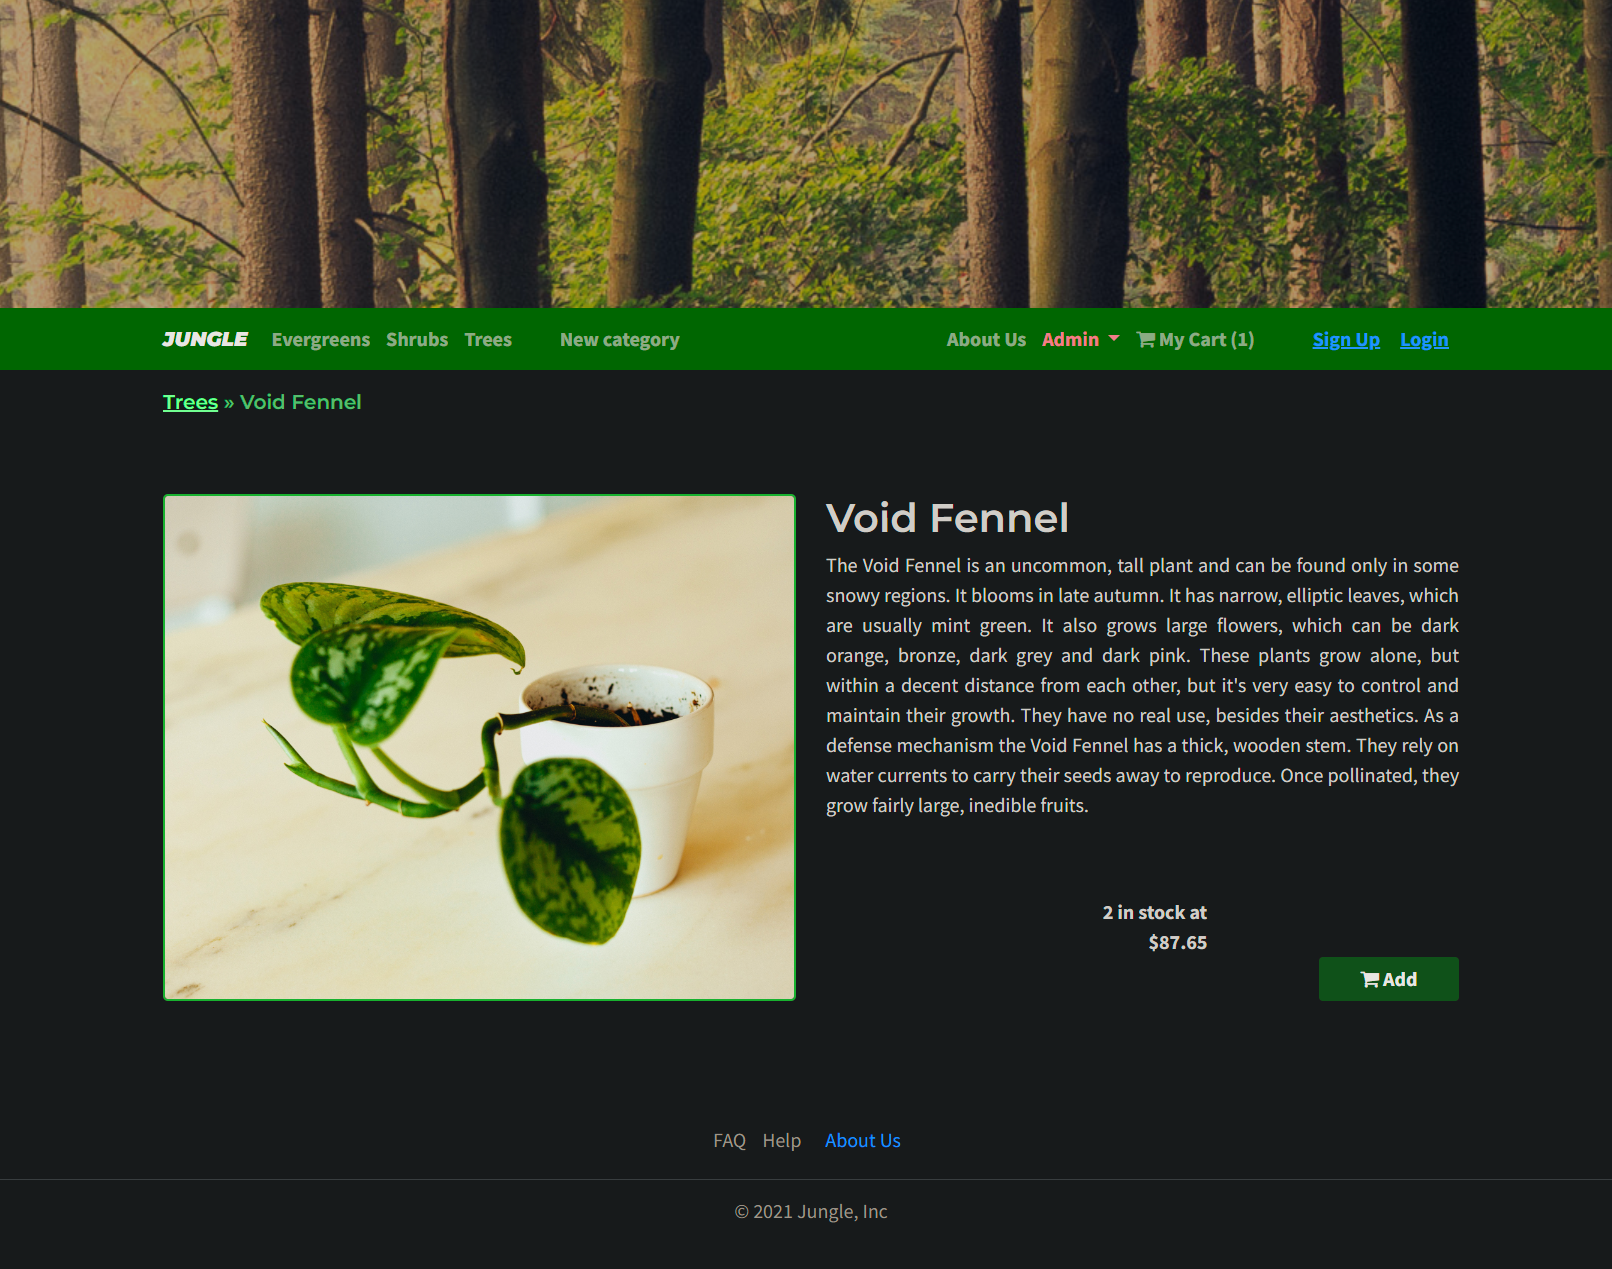 JUNGLE Evergreens Shrubs Trees New category About Us Admin My Cart (1) Sign Up Login
Trees » Void Fennel
Void Fennel
The Void Fennel is an uncommon, tall plant and can be found only in some
snowy regions. It blooms in late autumn. It has narrow, elliptic leaves, which
are usually mint green. It also grows large flowers, which can be dark
orange, bronze, dark grey and dark pink. These plants grow alone, but
within a decent distance from each other, but it's very easy to control and
maintain their growth. They have no real use, besides their aesthetics. As a
defense mechanism the Void Fennel has a thick, wooden stem. They rely on
water currents to carry their seeds away to reproduce. Once pollinated, they
grow fairly large, inedible fruits.
2 in stock at
$87.65
Add
FAQ Help About Us
© 2021 Jungle, Inc